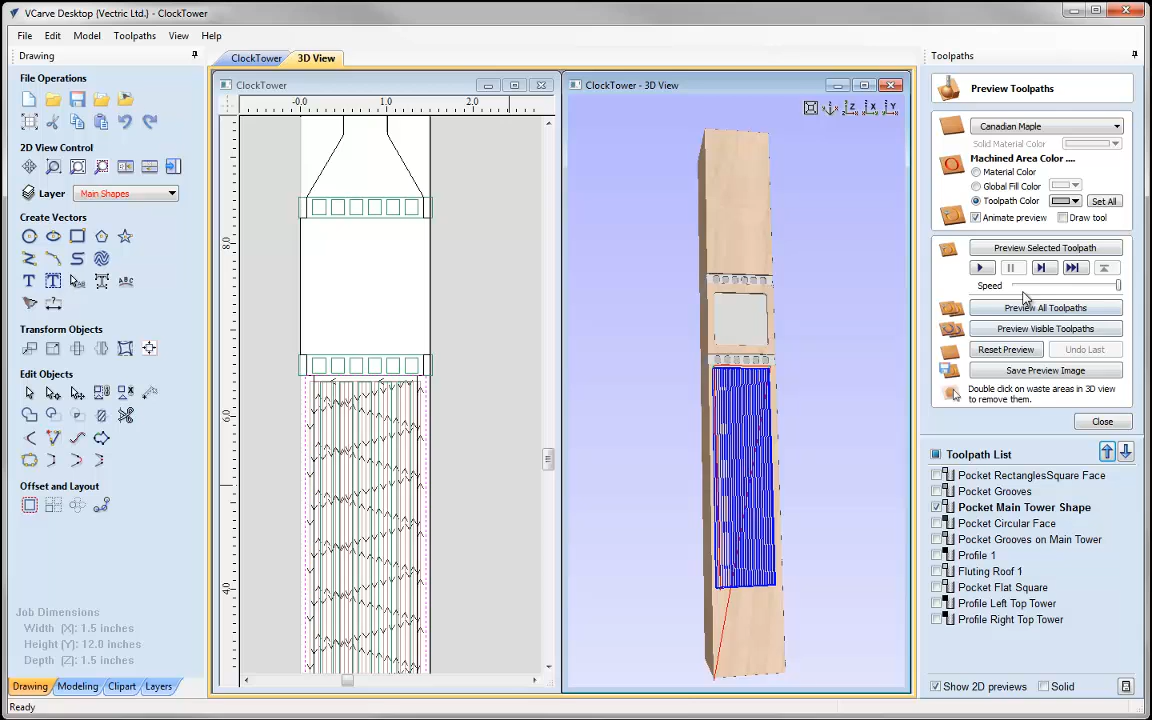 VCarve Desktop (Vectric Ltd.) - ClockTower
File Edit Model Toolpaths View Help
Drawing
File Operations
2D View Control
Layer Main Shapes
Create Vectors
Transform Objects
Edit Objects
Offset and Layout
Job Dimensions
Width (X): 1.5 inches
Height (Y): 12.0 inches
Depth (Z): 1.5 inches
Drawing Modeling Clipart Layers
Ready
ClockTower 3D View
ClockTower
-0.0 1.0 2.0
8.0
6.0
4.0
ClockTower - 3D View
Z X Y
Toolpaths
Preview Toolpaths
Canadian Maple
Solid Material Color
Machined Area Color ....
Material Color
Global Fill Color
Toolpath Color Set All
Animate preview Draw tool
Preview Selected Toolpath
Speed
Preview All Toolpaths
Preview Visible Toolpaths
Reset Preview Undo Last
Save Preview Image
Double click on waste areas in 3D view
to remove them.
Close
Toolpath List
Pocket RectanglesSquare Face
Pocket Grooves
Pocket Main Tower Shape
Pocket Circular Face
Pocket Grooves on Main Tower
Profile 1
Fluting Roof 1
Pocket Flat Square
Profile Left Top Tower
Profile Right Top Tower
Show 2D previews Solid